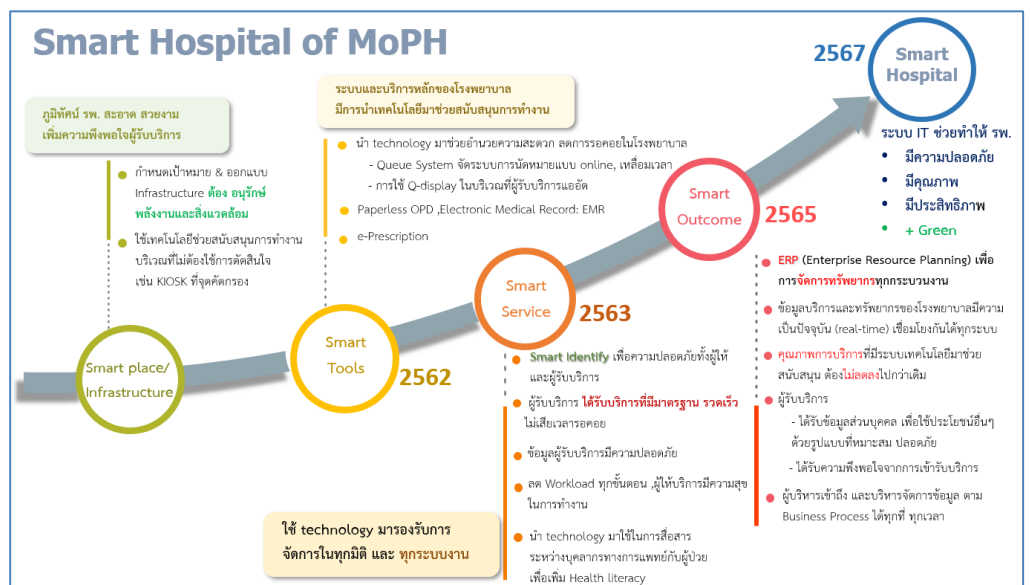 Smart Hospital of MoPH
ภูมิทัศน์ รพ. สะอาด สวยงาม
เพิ่มความพึงพอใจผู้รับบริการ
กำหนดเป้าหมาย & ออกแบบ
Infrastructure ต้อง อนุรักษ์
พลังงานและสิ่งแวดล้อม
ใช้เทคโนโลยีช่วยสนับสนุนการทำงาน
บริเวณที่ไม่ต้องใช้การตัดสินใจ
เช่น KIOSK ที่จุดคัดกรอง
Smart place/
Infrastructure
ระบบและบริการหลักของโรงพยาบาล
มีการนำเทคโนโลยีมาช่วยสนับสนุนการทำงาน
นำ technology มาช่วยอำนวยความสะดวก ลดการรอคอยในโรงพยาบาล
- Queue System จัดระบบการนัดหมายแบบ online, เหลื่อมเวลา
- การใช้ Q-display ในบริเวณที่ผู้รับบริการแออัด
Paperless OPD ,Electronic Medical Record: EMR
e-Prescription
Smart
Tools
2562
Smart
Service
2563
Smart Identify เพื่อความปลอดภัยทั้งผู้ให้
และผู้รับบริการ
ผู้รับบริการ ได้รับบริการที่มีมาตรฐาน รวดเร็ว
ไม่เสียเวลารอคอย
ข้อมูลผู้รับบริการมีความปลอดภัย
ลด Workload ทุกขั้นตอน ,ผู้ให้บริการมีความสุข
ในการทำงาน
นำ technology มาใช้ในการสื่อสาร
ระหว่างบุคลากรทางการแพทย์กับผู้ป่วย
เพื่อเพิ่ม Health literacy
ใช้ technology มารองรับการ
จัดการในทุกมิติ และ ทุกระบบงาน
Smart
Outcome
2565
ERP (Enterprise Resource Planning) เพื่อ
การจัดการทรัพยากรทุกกระบวนงาน
ข้อมูลบริการและทรัพยากรของโรงพยาบาลมีความ
เป็นปัจจุบัน (real-time) เชื่อมโยงกันได้ทุกระบบ
คุณภาพการบริการที่มีระบบเทคโนโลยีมาช่วย
สนับสนุน ต้องไม่ลดลงไปกว่าเดิม
ผู้รับบริการ
- ได้รับข้อมูลส่วนบุคคล เพื่อใช้ประโยชน์อื่นๆ
ด้วยรูปแบบที่หมาะสม ปลอดภัย
- ได้รับความพึงพอใจจากการเข้ารับบริการ
ผู้บริหารเข้าถึง และบริหารจัดการข้อมูล ตาม
Business Process ได้ทุกที่ ทุกเวลา
2567
Smart
Hospital
ระบบ IT ช่วยทำให้ รพ.
มีความปลอดภัย
มีคุณภาพ
มีประสิทธิภาพ
+ Green